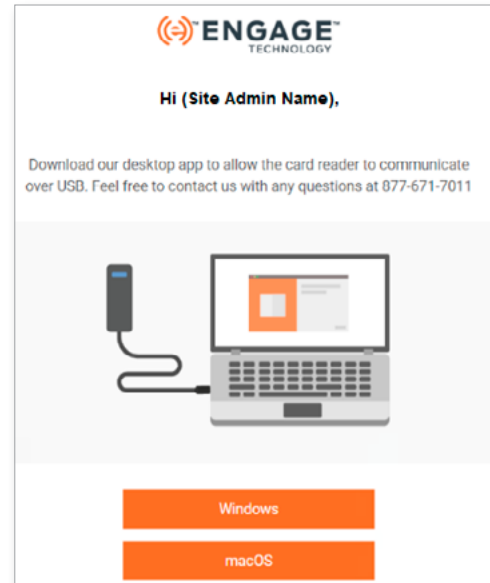 ENGAGE™
TECHNOLOGY
Hi (Site Admin Name),
Download our desktop app to allow the card reader to communicate
over USB. Feel free to contact us with any questions at 877-671-7011
Windows
macOS